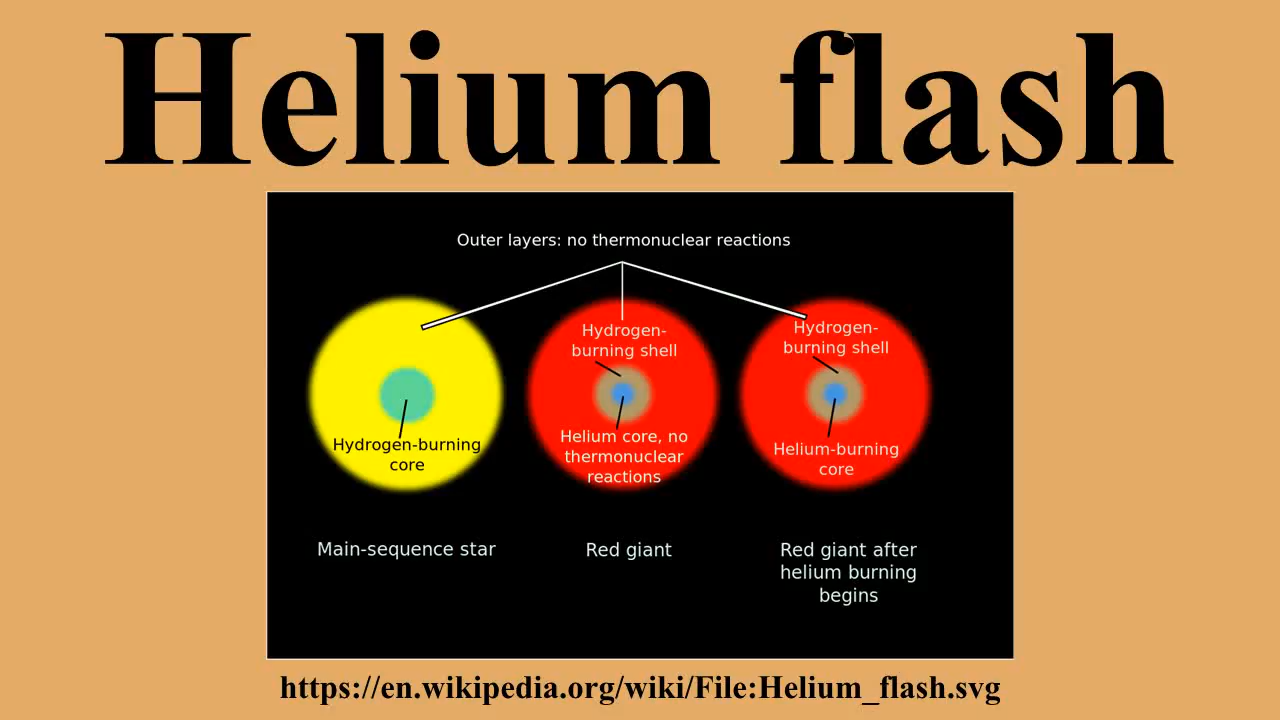 Helium flash
Outer layers: no thermonuclear reactions
Hydrogen-
burning shell
Hydrogen-
burning shell
Hydrogen-burning
core
Helium core, no
thermonuclear
reactions
Helium-burning
core
Main-sequence star
Red giant
Red giant after
helium burning
begins
https://en.wikipedia.org/wiki/File:Helium_flash.svg